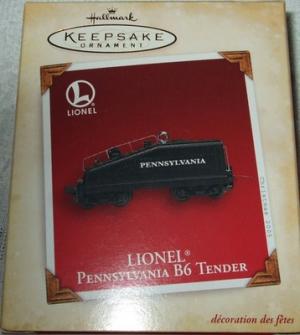 Hallmark
KEEPSAKE
ORNAMENT
L
LIONEL
PENNSYLVANIA
LIONEL®
PENNSYLVANIA B6 TENDER
décoration des fêtes